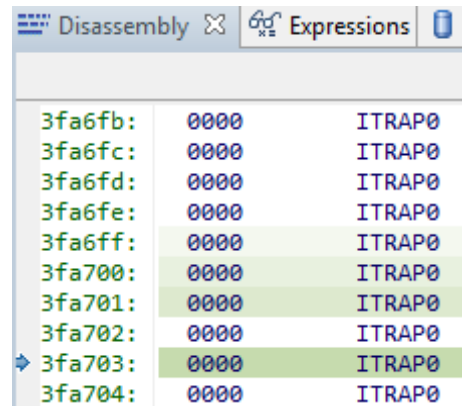 Disassembly Expressions
3fa6fb: 0000 ITRAP0
3fa6fc: 0000 ITRAP0
3fa6fd: 0000 ITRAP0
3fa6fe: 0000 ITRAP0
3fa6ff: 0000 ITRAP0
3fa700: 0000 ITRAP0
3fa701: 0000 ITRAP0
3fa702: 0000 ITRAP0
3fa703: 0000 ITRAP0
3fa704: 0000 ITRAP0